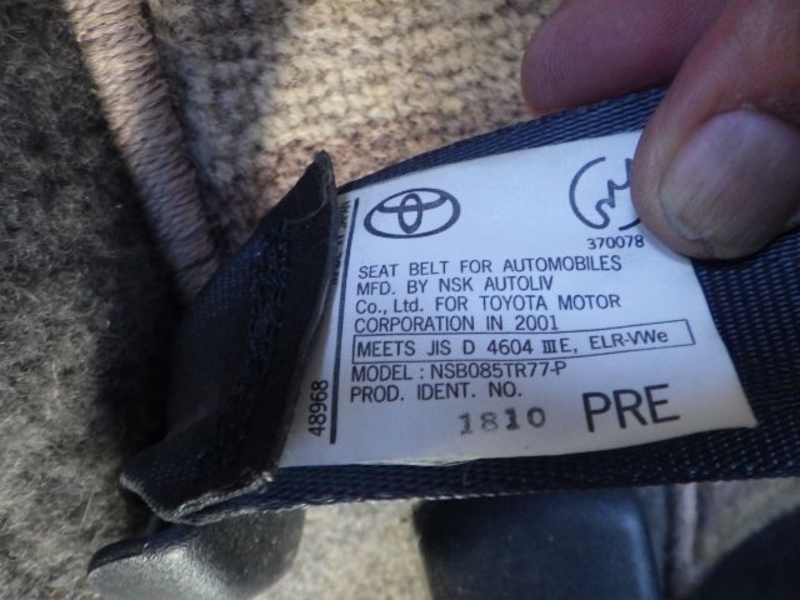 370078
SEAT BELT FOR AUTOMOBILES
MFD. BY NSK AUTOLIV
Co., Ltd. FOR TOYOTA MOTOR
CORPORATION IN 2001
MEETS JIS D 4604 ⅢE, ELR-VWe
MODEL : NSB085TR77-P
PROD. IDENT. NO.
1810 PRE
48968